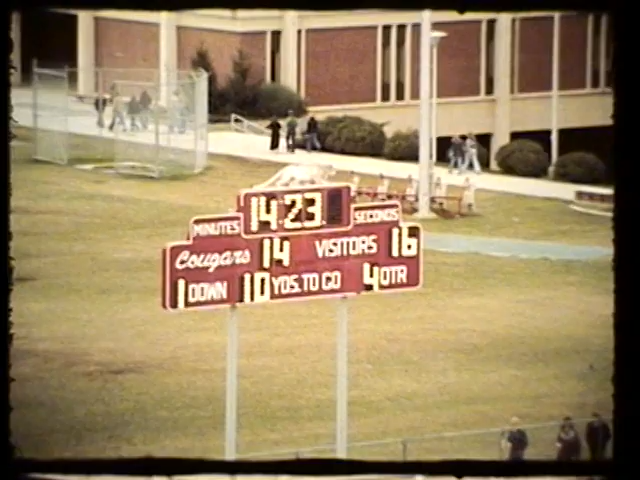 MINUTES 14:23 SECONDS
Cougars 14 VISITORS 16
1 DOWN 10 YDS. TO GO 4 QTR